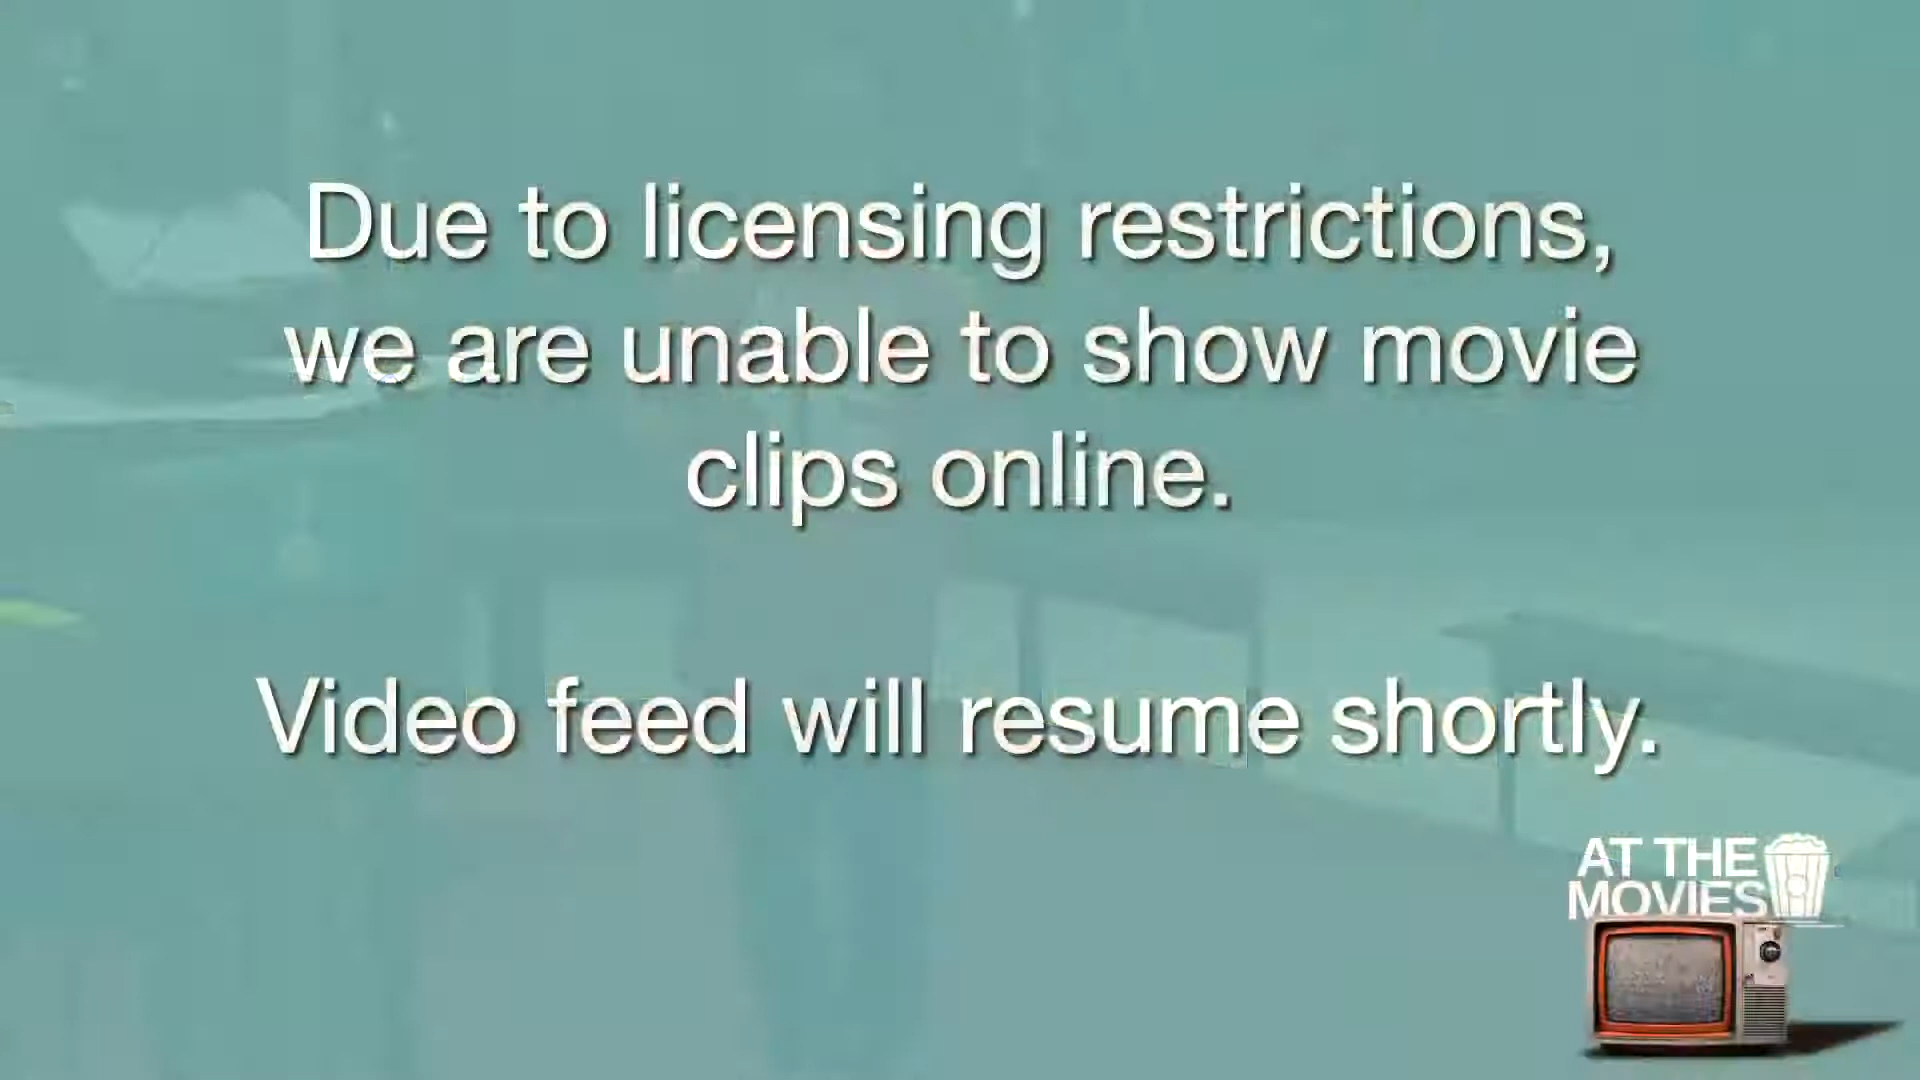 Due to licensing restrictions,
we are unable to show movie
clips online.
Video feed will resume shortly.
AT THE
MOVIES